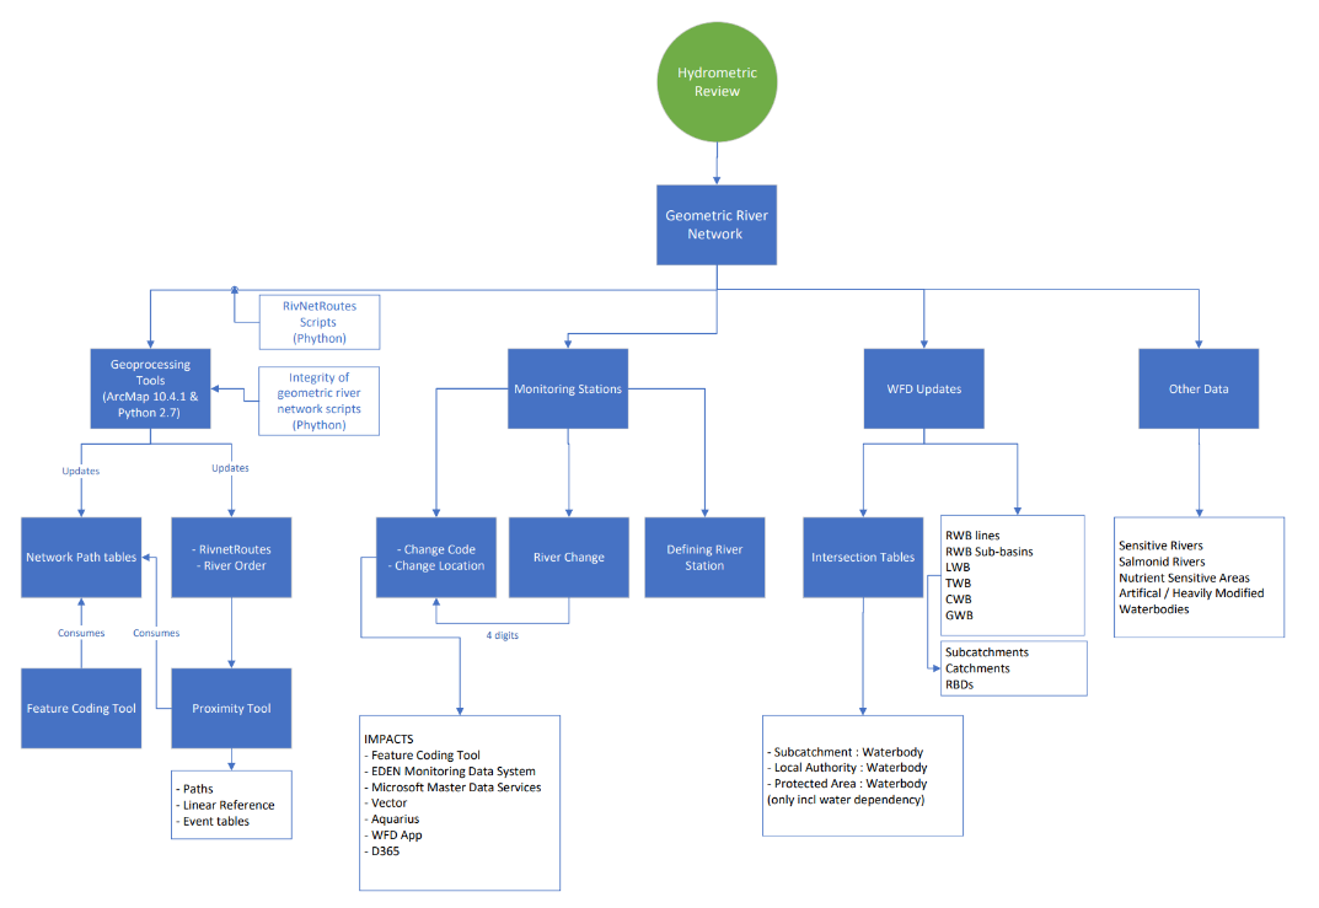 Hydrometric
Review
Geometric River
Network
RivNetRoutes
Scripts
(Phython)
Geoprocessing
Tools
(ArcMap 10.4.1 &
Python 2.7)
Integrity of
geometric river
network scripts
(Phython)
Monitoring Stations
WFD Updates
Other Data
Updates
Updates
Network Path tables
- RivnetRoutes
- River Order
- Change Code
- Change Location
River Change
Defining River
Station
Intersection Tables
RWB lines
RWB Sub-basins
LWB
TWB
CWB
GWB
Sensitive Rivers
Salmonid Rivers
Nutrient Sensitive Areas
Artifical / Heavily Modified
Waterbodies
Consumes
Consumes
4 digits
Subcatchments
Catchments
RBDs
Feature Coding Tool
Proximity Tool
IMPACTS
- Feature Coding Tool
- EDEN Monitoring Data System
- Microsoft Master Data Services
- Vector
- Aquarius
- WFD App
- D365
- Subcatchment : Waterbody
- Local Authority : Waterbody
- Protected Area : Waterbody
(only incl water dependency)
- Paths
- Linear Reference
- Event tables